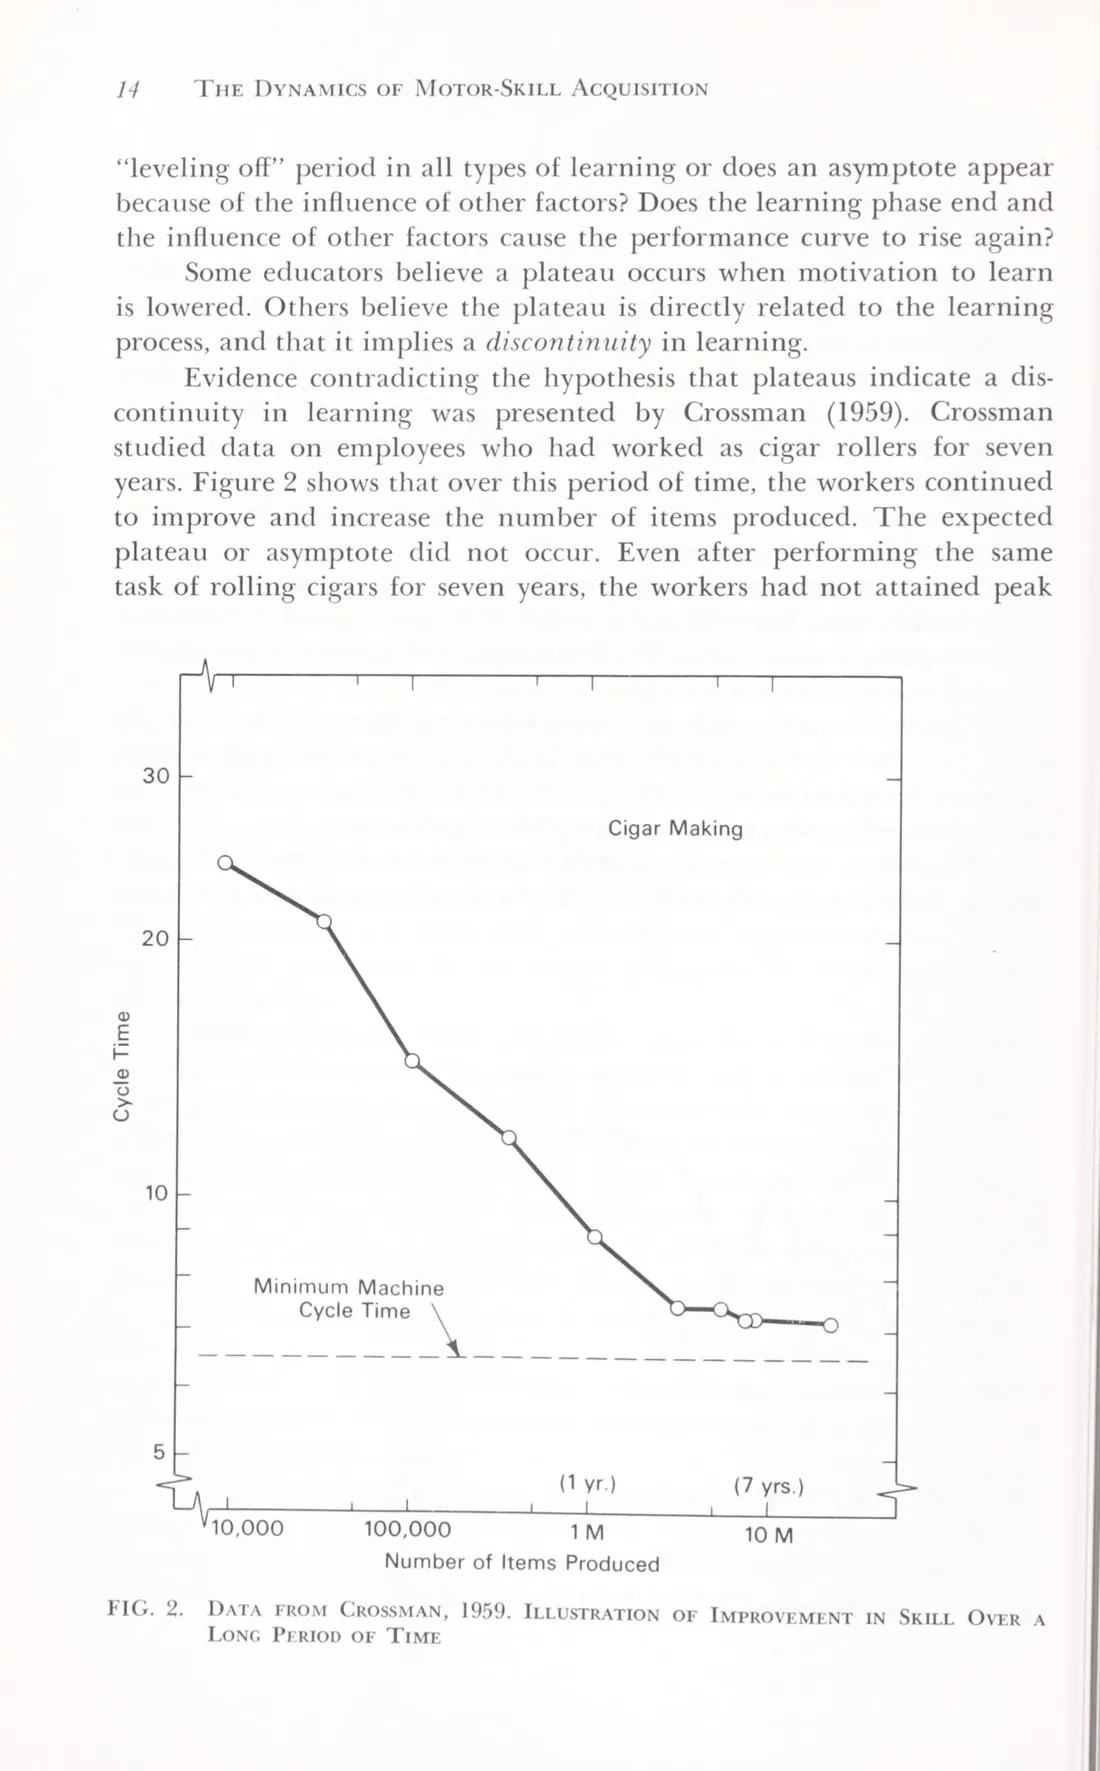 14 THE DYNAMICS OF MOTOR-SKILL ACQUISITION
“leveling off” period in all types of learning or does an asymptote appear
because of the influence of other factors? Does the learning phase end and
the influence of other factors cause the performance curve to rise again?
Some educators believe a plateau occurs when motivation to learn
is lowered. Others believe the plateau is directly related to the learning
process, and that it implies a discontinuity in learning.
Evidence contradicting the hypothesis that plateaus indicate a dis-
continuity in learning was presented by Crossman (1959). Crossman
studied data on employees who had worked as cigar rollers for seven
years. Figure 2 shows that over this period of time, the workers continued
to improve and increase the number of items produced. The expected
plateau or asymptote did not occur. Even after performing the same
task of rolling cigars for seven years, the workers had not attained peak
30
Cigar Making
20
Cycle Time
10
Minimum Machine
Cycle Time
5
(1 yr.) (7 yrs.)
10,000 100,000 1 M 10 M
Number of Items Produced
FIG. 2. DATA FROM CROSSMAN, 1959. ILLUSTRATION OF IMPROVEMENT IN SKILL OVER A
LONG PERIOD OF TIME